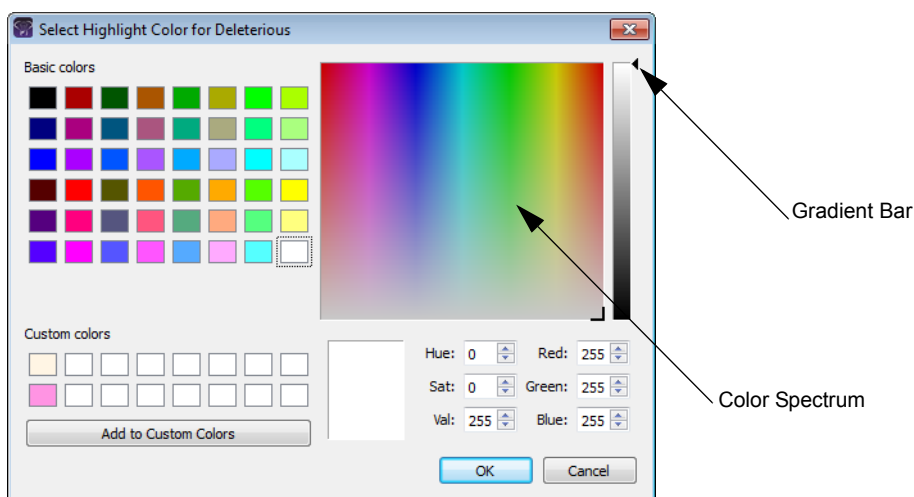 Select Highlight Color for Deleterious
Basic colors
Gradient Bar
Custom colors
Hue: 0 Red: 255
Sat: 0 Green: 255
Val: 255 Blue: 255
Color Spectrum
Add to Custom Colors
OK Cancel